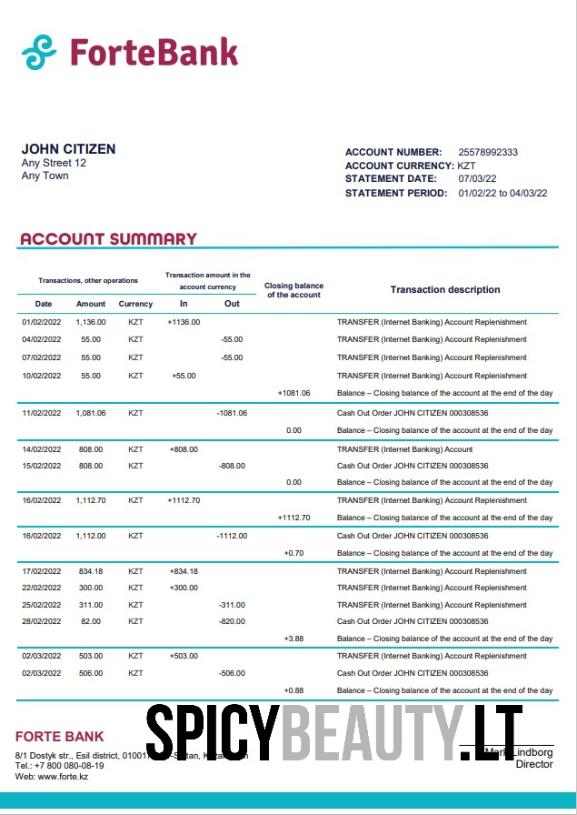 ForteBank
JOHN CITIZEN
Any Street 12
Any Town
ACCOUNT NUMBER: 25578992333
ACCOUNT CURRENCY: KZT
STATEMENT DATE: 07/03/22
STATEMENT PERIOD: 01/02/22 to 04/03/22
ACCOUNT SUMMARY
Transactions, other operations
Transaction amount in the
account currency
Closing balance
of the account
Transaction description
Date Amount Currency In Out
01/02/2022 1,136.00 KZT +1136.00 TRANSFER (Internet Banking) Account Replenishment
04/02/2022 55.00 KZT -55.00 TRANSFER (Internet Banking) Account Replenishment
07/02/2022 55.00 KZT -55.00 TRANSFER (Internet Banking) Account Replenishment
10/02/2022 55.00 KZT +55.00 TRANSFER (Internet Banking) Account Replenishment
+1081.06 Balance – Closing balance of the account at the end of the day
11/02/2022 1,081.06 KZT -1081.06 Cash Out Order JOHN CITIZEN 000308536
0.00 Balance – Closing balance of the account at the end of the day
14/02/2022 808.00 KZT +808.00 TRANSFER (Internet Banking) Account
15/02/2022 808.00 KZT -808.00 Cash Out Order JOHN CITIZEN 000308536
0.00 Balance – Closing balance of the account at the end of the day
16/02/2022 1,112.70 KZT +1112.70 TRANSFER (Internet Banking) Account Replenishment
+1112.70 Balance – Closing balance of the account at the end of the day
16/02/2022 1,112.00 KZT -1112.00 Cash Out Order JOHN CITIZEN 000308536
+0.70 Balance – Closing balance of the account at the end of the day
17/02/2022 834.18 KZT +834.18 TRANSFER (Internet Banking) Account Replenishment
22/02/2022 300.00 KZT +300.00 TRANSFER (Internet Banking) Account Replenishment
25/02/2022 311.00 KZT -311.00 TRANSFER (Internet Banking) Account Replenishment
28/02/2022 82.00 KZT -820.00 Cash Out Order JOHN CITIZEN 000308536
+3.88 Balance – Closing balance of the account at the end of the day
02/03/2022 503.00 KZT +503.00 TRANSFER (Internet Banking) Account Replenishment
02/03/2022 506.00 KZT -506.00 Cash Out Order JOHN CITIZEN 000308536
+0.88 Balance – Closing balance of the account at the end of the day
SPICYBEAUTY.LT
FORTE BANK
8/1 Dostyk str., Esil district,
Tel.: +7 800 080-08-19
Web: www.forte.kz
Lindborg
Director